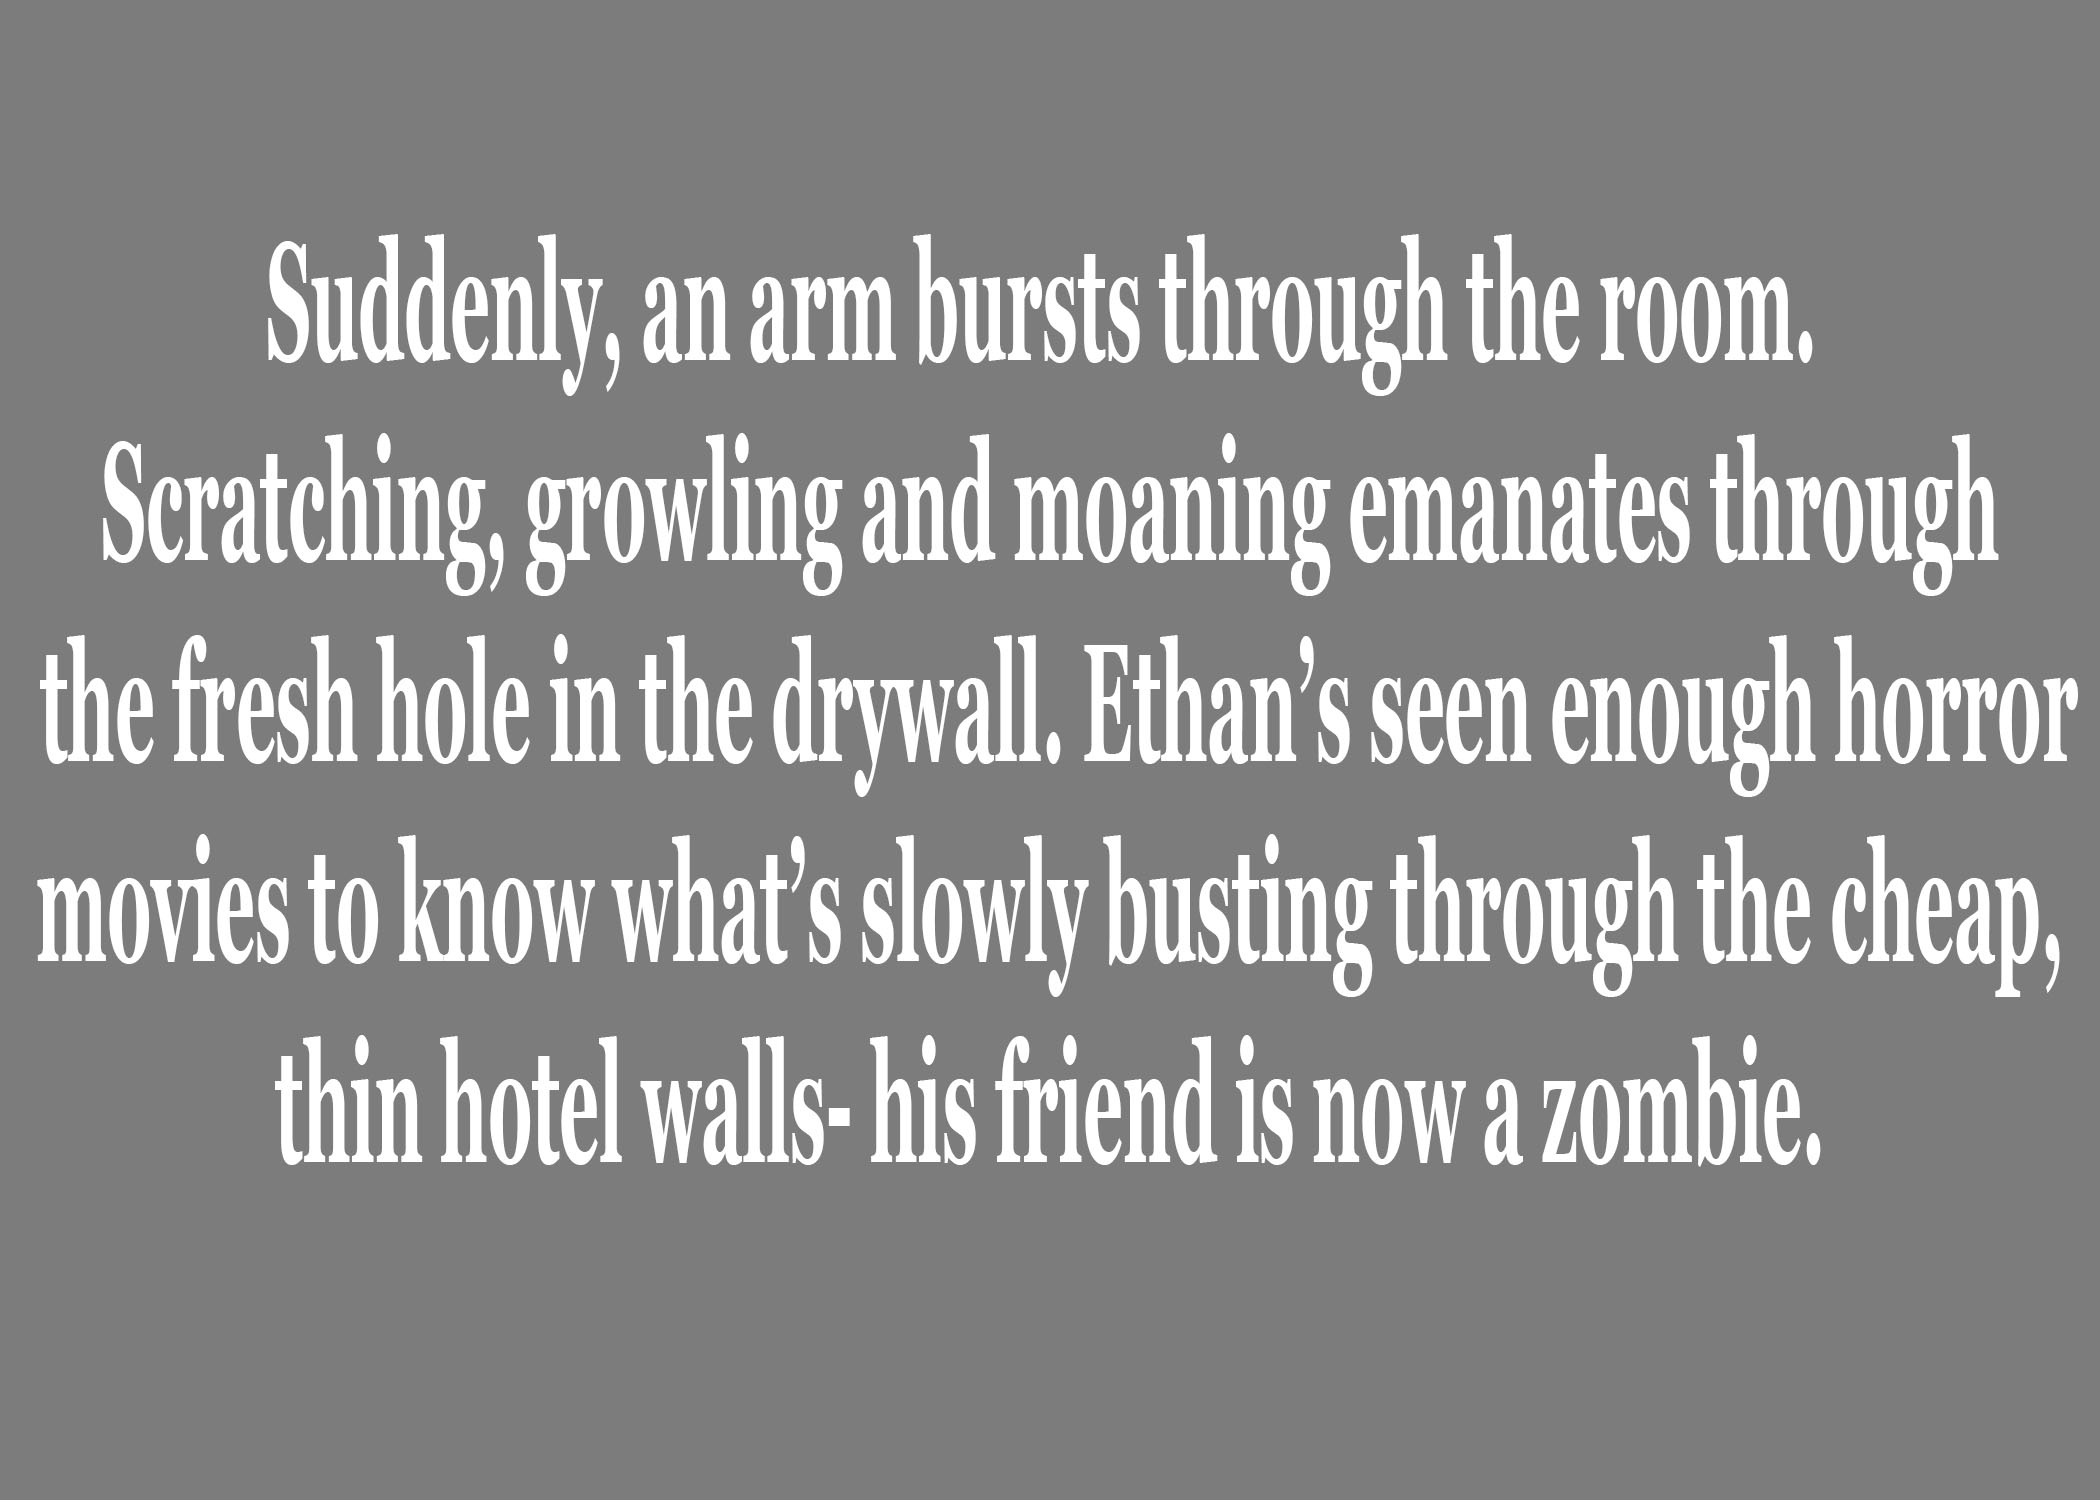 Suddenly, an arm bursts through the room.
Scratching, growling and moaning emanates through
the fresh hole in the drywall. Ethan’s seen enough horror
movies to know what’s slowly busting through the cheap,
thin hotel walls- his friend is now a zombie.